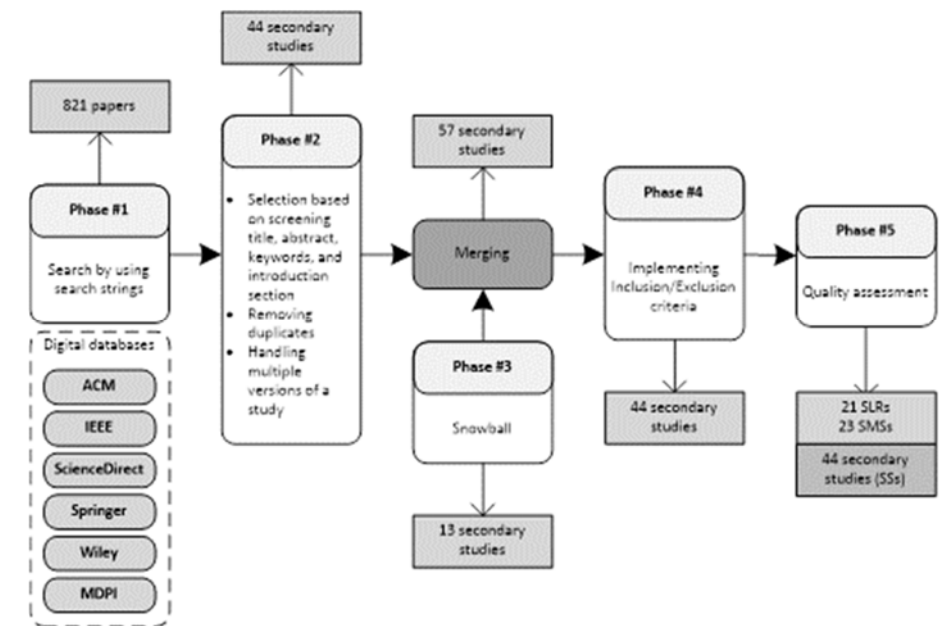 821 papers
Phase #1
Search by using
search strings
Digital databases
ACM
IEEE
ScienceDirect
Springer
Wiley
MDPI
44 secondary
studies
Phase #2
• Selection based
on screening
title, abstract,
keywords, and
introduction
section
• Removing
duplicates
• Handling
multiple
versions of a
study
57 secondary
studies
Merging
Phase #3
Snowball
13 secondary
studies
Phase #4
Implementing
Inclusion/Exclusion
criteria
44 secondary
studies
Phase #5
Quality assessment
21 SLRs
23 SMSs
44 secondary
studies (SSs)